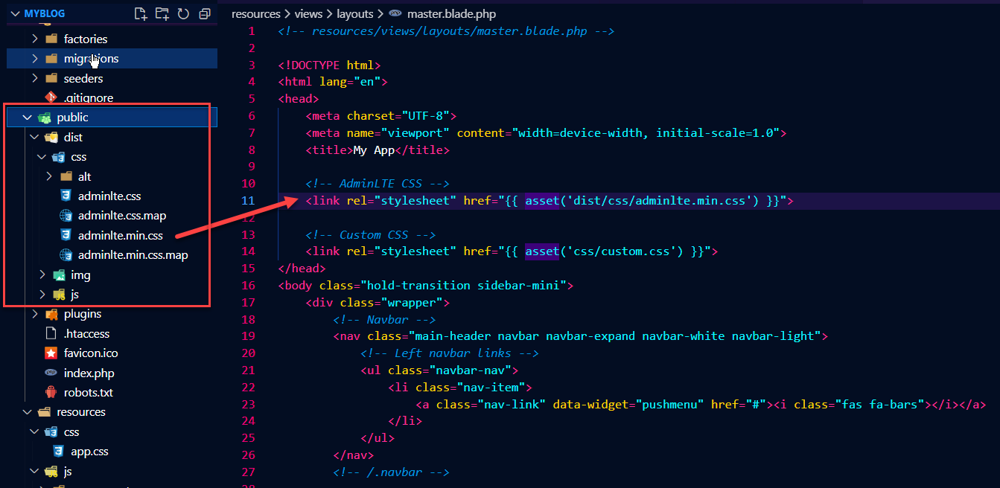 MYBLOG
factories
migrations
seeders
.gitignore
public
dist
css
alt
adminlte.css
adminlte.css.map
adminlte.min.css
adminlte.min.css.map
img
js
plugins
.htaccess
favicon.ico
index.php
robots.txt
resources
css
app.css
js
resources > views > layouts > master.blade.php
1 <!-- resources/views/layouts/master.blade.php -->
2
3 <!DOCTYPE html>
4 <html lang="en">
5 <head>
6 <meta charset="UTF-8">
7 <meta name="viewport" content="width=device-width, initial-scale=1.0">
8 <title>My App</title>
9
10 <!-- AdminLTE CSS -->
11 <link rel="stylesheet" href="{{ asset('dist/css/adminlte.min.css') }}">
12
13 <!-- Custom CSS -->
14 <link rel="stylesheet" href="{{ asset('css/custom.css') }}">
15 </head>
16 <body class="hold-transition sidebar-mini">
17 <div class="wrapper">
18 <!-- Navbar -->
19 <nav class="main-header navbar navbar-expand navbar-white navbar-light">
20 <!-- Left navbar links -->
21 <ul class="navbar-nav">
22 <li class="nav-item">
23 <a class="nav-link" data-widget="pushmenu" href="#"><i class="fas fa-bars"></i></a>
24 </li>
25 </ul>
26 </nav>
27 <!-- /.navbar -->